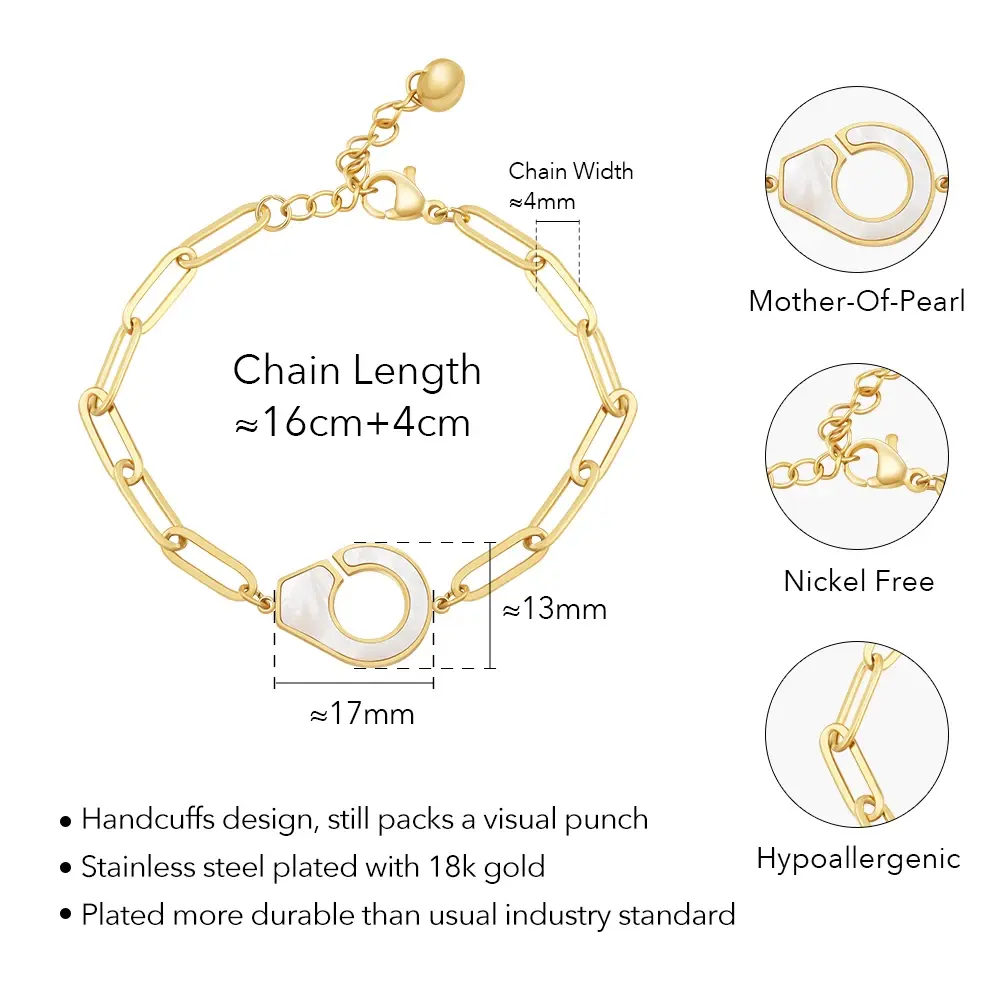 Chain Width
≈4mm
Mother-Of-Pearl
Chain Length
≈16cm+4cm
Nickel Free
≈13mm
≈17mm
Hypoallergenic
• Handcuffs design, still packs a visual punch
• Stainless steel plated with 18k gold
• Plated more durable than usual industry standard